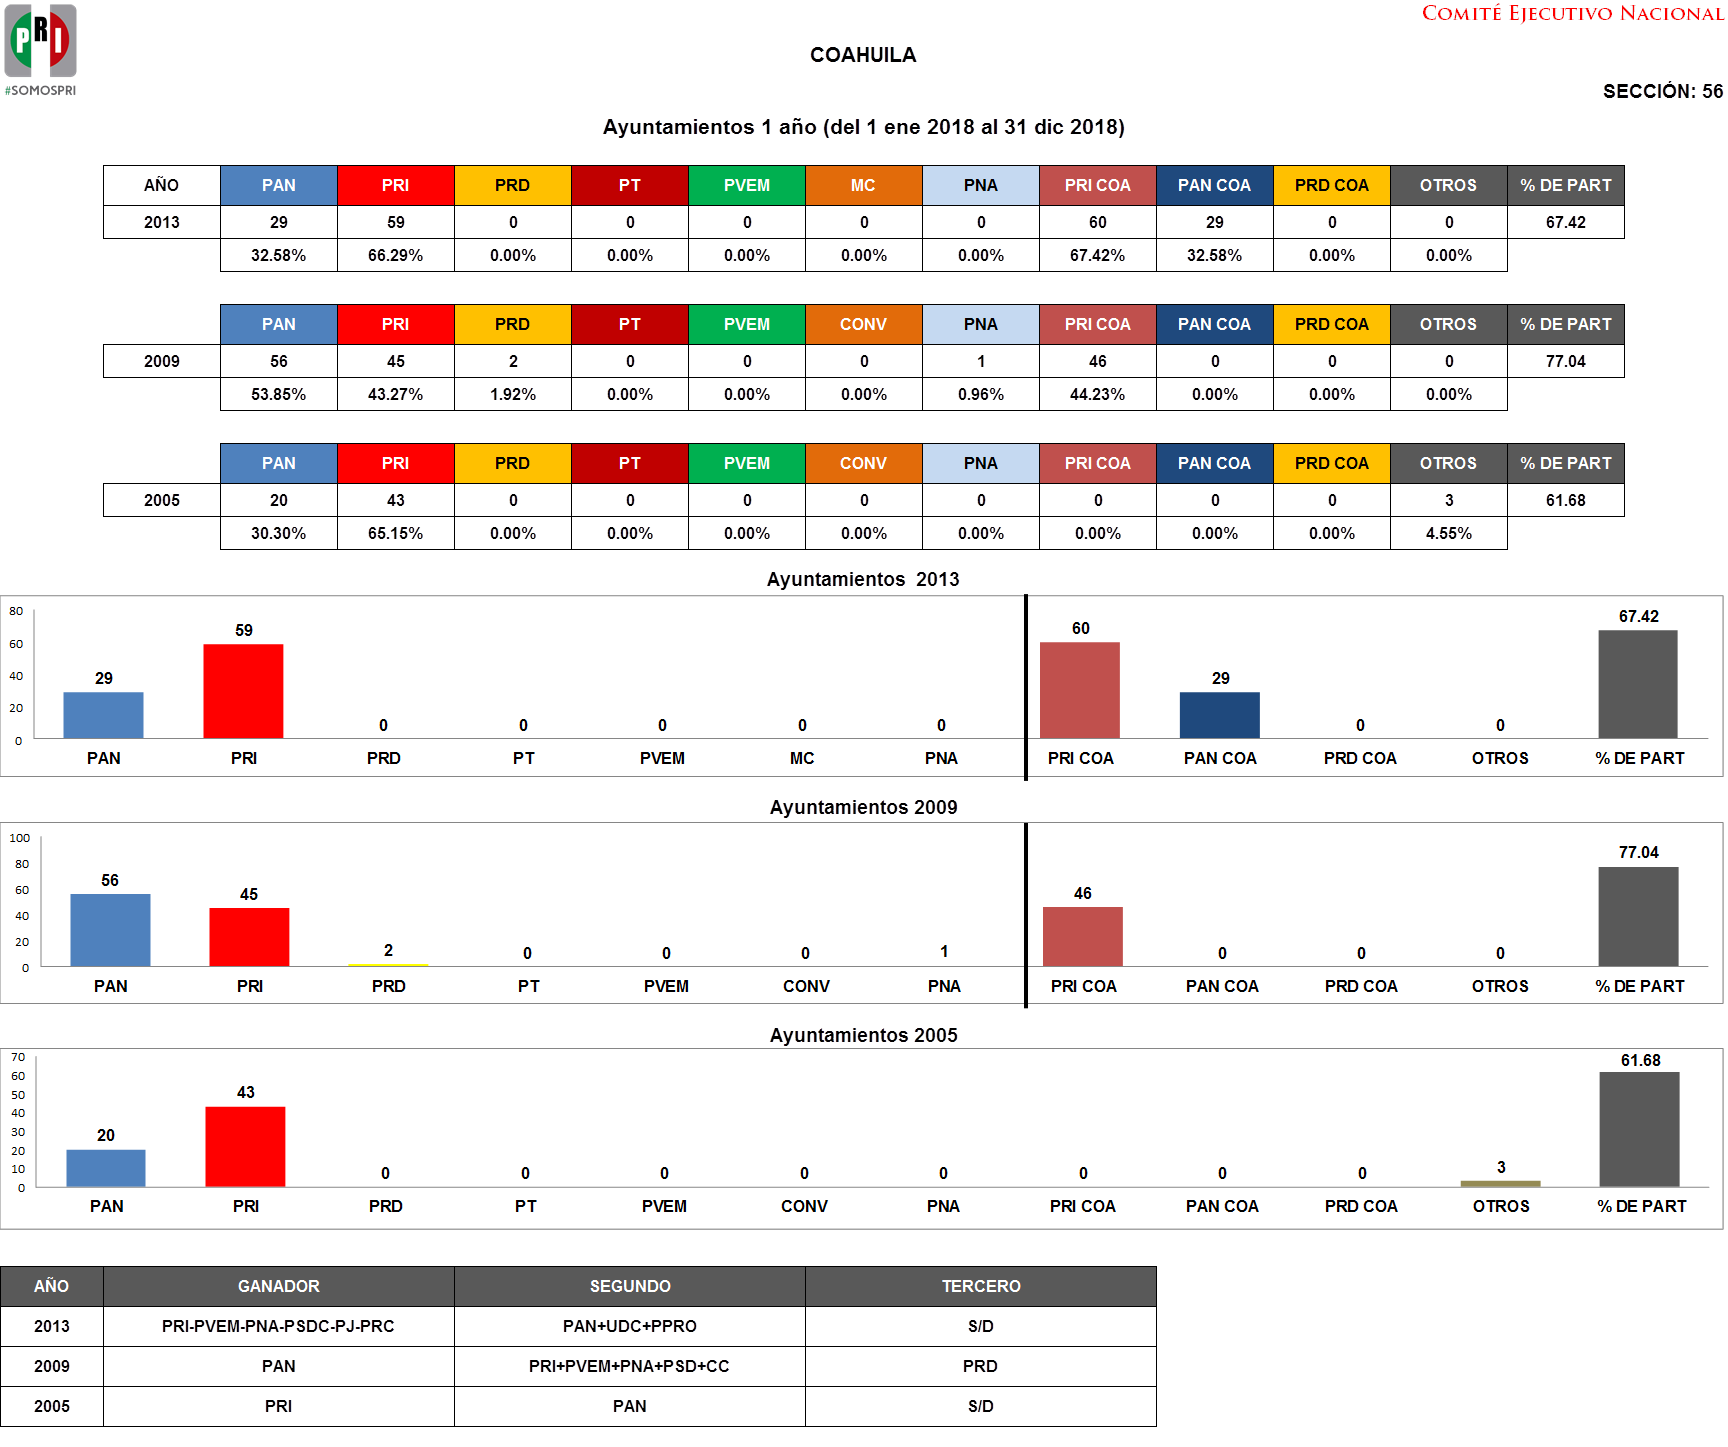 PRI
#SOMOSPRI
COMITÉ EJECUTIVO NACIONAL
COAHUILA
SECCIÓN: 56
Ayuntamientos 1 año (del 1 ene 2018 al 31 dic 2018)
AÑO PAN PRI PRD PT PVEM MC PNA PRI COA PAN COA PRD COA OTROS % DE PART
2013 29 59 0 0 0 0 0 60 29 0 0 67.42
32.58% 66.29% 0.00% 0.00% 0.00% 0.00% 0.00% 67.42% 32.58% 0.00% 0.00%
PAN PRI PRD PT PVEM CONV PNA PRI COA PAN COA PRD COA OTROS % DE PART
2009 56 45 2 0 0 0 1 46 0 0 0 77.04
53.85% 43.27% 1.92% 0.00% 0.00% 0.00% 0.96% 44.23% 0.00% 0.00% 0.00%
PAN PRI PRD PT PVEM CONV PNA PRI COA PAN COA PRD COA OTROS % DE PART
2005 20 43 0 0 0 0 0 0 0 0 3 61.68
30.30% 65.15% 0.00% 0.00% 0.00% 0.00% 0.00% 0.00% 0.00% 0.00% 4.55%
Ayuntamientos 2013
80
60
40
20
0
29 59 0 0 0 0 0 60 29 0 0 67.42
PAN PRI PRD PT PVEM MC PNA PRI COA PAN COA PRD COA OTROS % DE PART
Ayuntamientos 2009
100
80
60
40
20
0
56 45 2 0 0 0 1 46 0 0 0 77.04
PAN PRI PRD PT PVEM CONV PNA PRI COA PAN COA PRD COA OTROS % DE PART
Ayuntamientos 2005
70
60
50
40
30
20
10
0
20 43 0 0 0 0 0 0 0 0 3 61.68
PAN PRI PRD PT PVEM CONV PNA PRI COA PAN COA PRD COA OTROS % DE PART
AÑO GANADOR SEGUNDO TERCERO
2013 PRI-PVEM-PNA-PSDC-PJ-PRC PAN+UDC+PPRO S/D
2009 PAN PRI+PVEM+PNA+PSD+CC PRD
2005 PRI PAN S/D